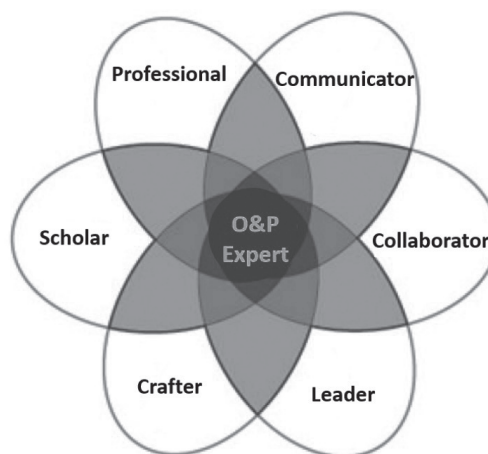 Professional
Communicator
Scholar
O&P
Expert
Collaborator
Crafter
Leader